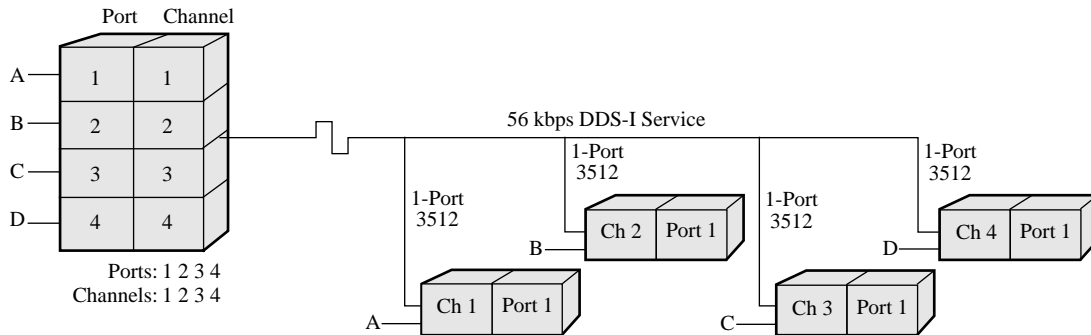 Port Channel
A 1 1
B 2 2
C 3 3
D 4 4
Ports: 1 2 3 4
Channels: 1 2 3 4
56 kbps DDS-I Service
1-Port
3512
A
Ch 1 Port 1
1-Port
3512
B
Ch 2 Port 1
1-Port
3512
C
Ch 3 Port 1
1-Port
3512
D
Ch 4 Port 1